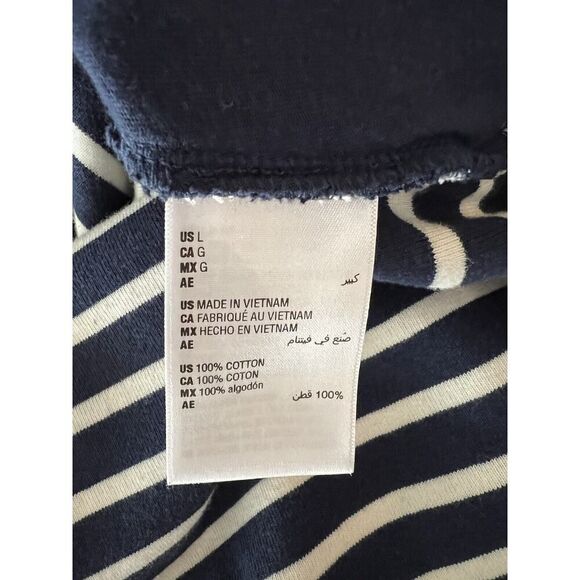 US L
CA G
MX G
AE كبير
US MADE IN VIETNAM
CA FABRIQUÉ AU VIETNAM
MX HECHO EN VIETNAM
AE صُنع في فيتنام
US 100% COTTON
CA 100% COTON
MX 100% algodón
AE 100% قطن